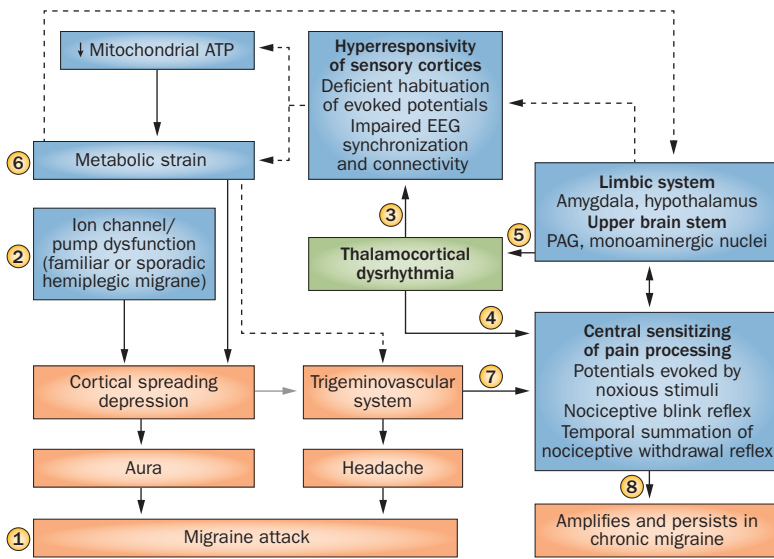 ↓ Mitochondrial ATP
Hyperresponsivity
of sensory cortices
Deficient habituation
of evoked potentials
Impaired EEG
synchronization
and connectivity
6
Metabolic strain
Limbic system
Amygdala, hypothalamus
Upper brain stem
PAG, monoaminergic nuclei
3
5
2
Ion channel/
pump dysfunction
(familiar or sporadic
hemiplegic migrane)
Thalamocortical
dysrhythmia
4
Central sensitizing
of pain processing
Potentials evoked by
noxious stimuli
Nociceptive blink reflex
Temporal summation of
nociceptive withdrawal reflex
Cortical spreading
depression
Trigeminovascular
system
7
Aura
Headache
8
1
Migraine attack
Amplifies and persists in
chronic migraine